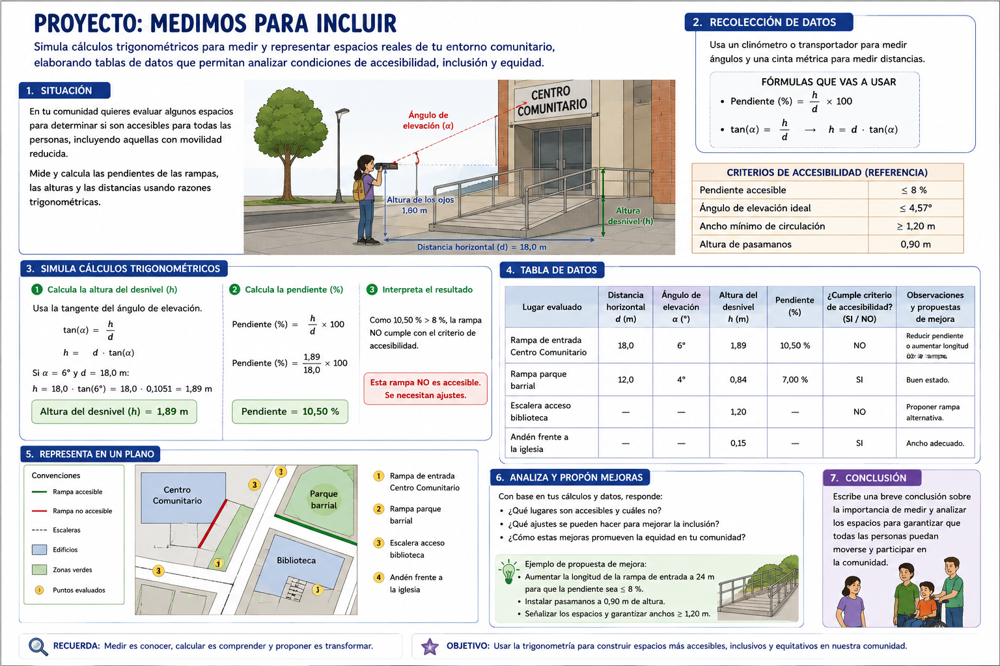 PROYECTO: MEDIMOS PARA INCLUIR
Simula cálculos trigonométricos para medir y representar espacios reales de tu entorno comunitario,
elaborando tablas de datos que permitan analizar condiciones de accesibilidad, inclusión y equidad.
1. SITUACIÓN
En tu comunidad quieres evaluar algunos espacios
para determinar si son accesibles para todas las
personas, incluyendo aquellas con movilidad
reducida.
Mide y calcula las pendientes de las rampas,
las alturas y las distancias usando razones
trigonométricas.
CENTRO
COMUNITARIO
Ángulo de
elevación (α)
Altura de los ojos
1,60 m
Altura
desnivel (h)
Distancia horizontal (d) = 18,0 m
2. RECOLECCIÓN DE DATOS
Usa un clinómetro o transportador para medir
ángulos y una cinta métrica para medir distancias.
FÓRMULAS QUE VAS A USAR
• Pendiente (%) = h/d × 100
• tan(α) = h/d → h = d · tan(α)
CRITERIOS DE ACCESIBILIDAD (REFERENCIA)
Pendiente accesible ≤ 8 %
Ángulo de elevación ideal ≤ 4,57°
Ancho mínimo de circulación ≥ 1,20 m
Altura de pasamanos 0,90 m
3. SIMULA CÁLCULOS TRIGONOMÉTRICOS
1 Calcula la altura del desnivel (h)
Usa la tangente del ángulo de elevación.
tan(α) = h/d
h = d · tan(α)
Si α = 6° y d = 18,0 m:
h = 18,0 · tan(6°) = 18,0 · 0,1051 = 1,89 m
Altura del desnivel (h) = 1,89 m
2 Calcula la pendiente (%)
Pendiente (%) = h/d × 100
Pendiente (%) = 1,89/18,0 × 100
Pendiente = 10,50 %
3 Interpreta el resultado
Como 10,50 % > 8 %, la rampa
NO cumple con el criterio de
accesibilidad.
Esta rampa NO es accesible.
Se necesitan ajustes.
4. TABLA DE DATOS
Lugar evaluado
Distancia
horizontal
d (m)
Ángulo de
elevación
α (°)
Altura del
desnivel
h (m)
Pendiente
(%)
¿Cumple criterio
de accesibilidad?
(SI / NO)
Observaciones
y propuestas
de mejora
Rampa de entrada
Centro Comunitario
18,0
6°
1,89
10,50 %
NO
Reducir pendiente
o aumentar longitud
Rampa parque
barrial
12,0
4°
0,84
7,00 %
SI
Buen estado.
Escalera acceso
biblioteca
—
—
1,20
—
NO
Proponer rampa
alternativa.
Andén frente a
la iglesia
—
—
0,15
—
SI
Ancho adecuado.
5. REPRESENTA EN UN PLANO
Convenciones
Rampa accesible
Rampa no accesible
Escaleras
Edificios
Zonas verdes
Puntos evaluados
Centro
Comunitario
3
3
Parque
barrial
3
Biblioteca
1 Rampa de entrada
Centro Comunitario
2 Rampa parque
barrial
3 Escalera acceso
biblioteca
4 Andén frente a
la iglesia
6. ANALIZA Y PROPÓN MEJORAS
Con base en tus cálculos y datos, responde:
• ¿Qué lugares son accesibles y cuáles no?
• ¿Qué ajustes se pueden hacer para mejorar la inclusión?
• ¿Cómo estas mejoras promueven la equidad en tu comunidad?
Ejemplo de propuesta de mejora:
• Aumentar la longitud de la rampa de entrada a 24 m
para que la pendiente sea ≤ 8 %.
• Instalar pasamanos a 0,90 m de altura.
• Señalizar los espacios y garantizar anchos ≥ 1,20 m.
7. CONCLUSIÓN
Escribe una breve conclusión sobre
la importancia de medir y analizar
los espacios para garantizar que
todas las personas puedan
moverse y participar en
la comunidad.
RECUERDA: Medir es conocer, calcular es comprender y proponer es transformar.
OBJETIVO: Usar la trigonometría para construir espacios más accesibles, inclusivos y equitativos en nuestra comunidad.